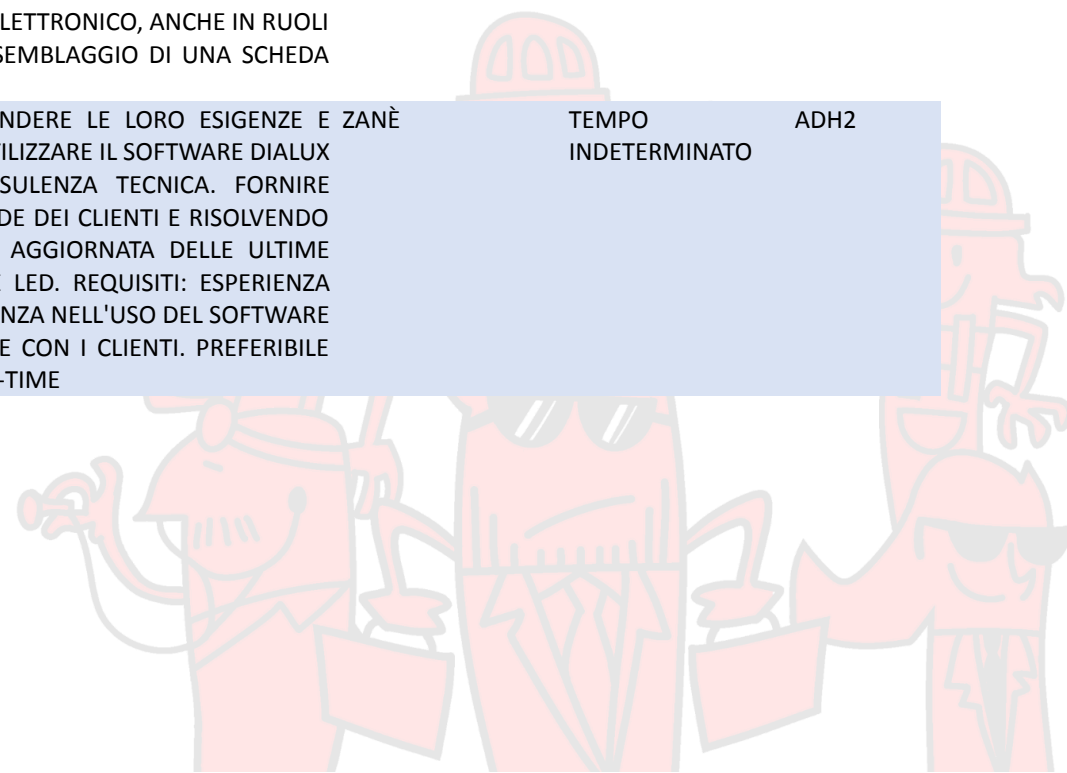 LETTRONICO, ANCHE IN RUOLI
SEMBLAGGIO DI UNA SCHEDA
NDERE LE LORO ESIGENZE E ZANÈ TEMPO ADH2
TILIZZARE IL SOFTWARE DIALUX INDETERMINATO
SULENZA TECNICA. FORNIRE
DE DEI CLIENTI E RISOLVENDO
AGGIORNATA DELLE ULTIME
LED. REQUISITI: ESPERIENZA
NZA NELL'USO DEL SOFTWARE
E CON I CLIENTI. PREFERIBILE
-TIME